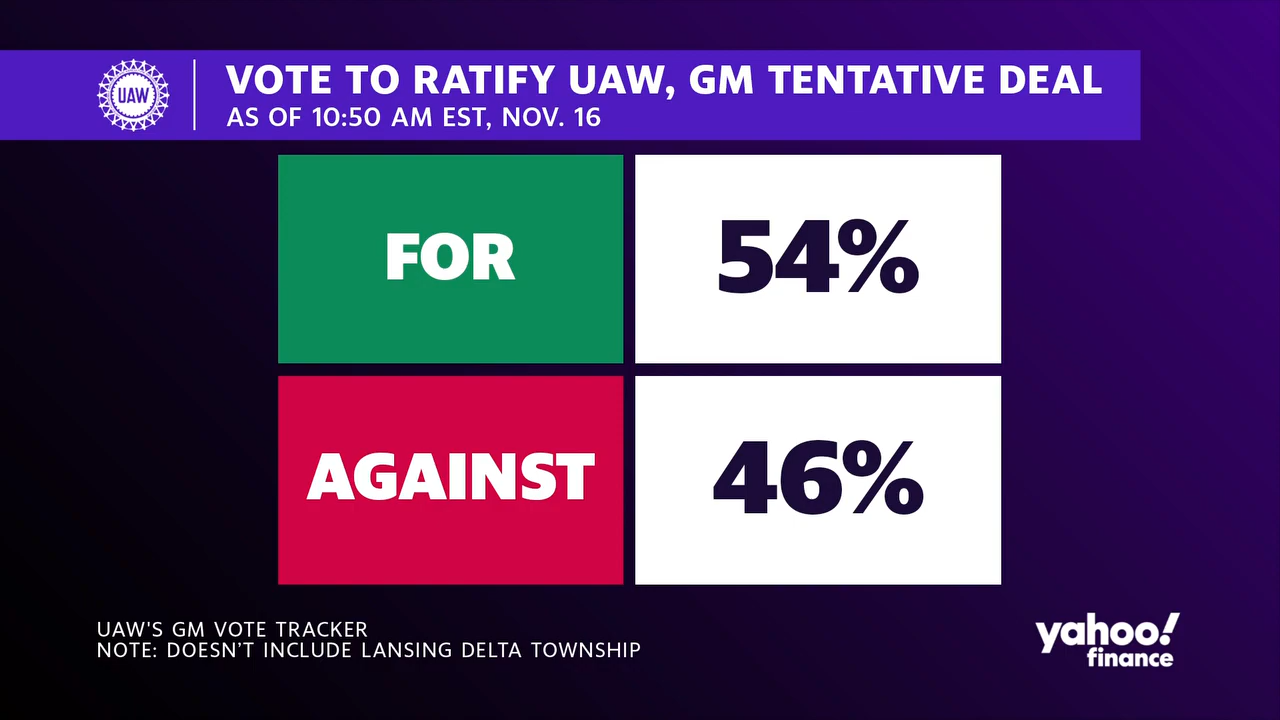 UAW
VOTE TO RATIFY UAW, GM TENTATIVE DEAL
AS OF 10:50 AM EST, NOV. 16
FOR
54%
AGAINST
46%
UAW'S GM VOTE TRACKER
NOTE: DOESN’T INCLUDE LANSING DELTA TOWNSHIP
yahoo!
finance